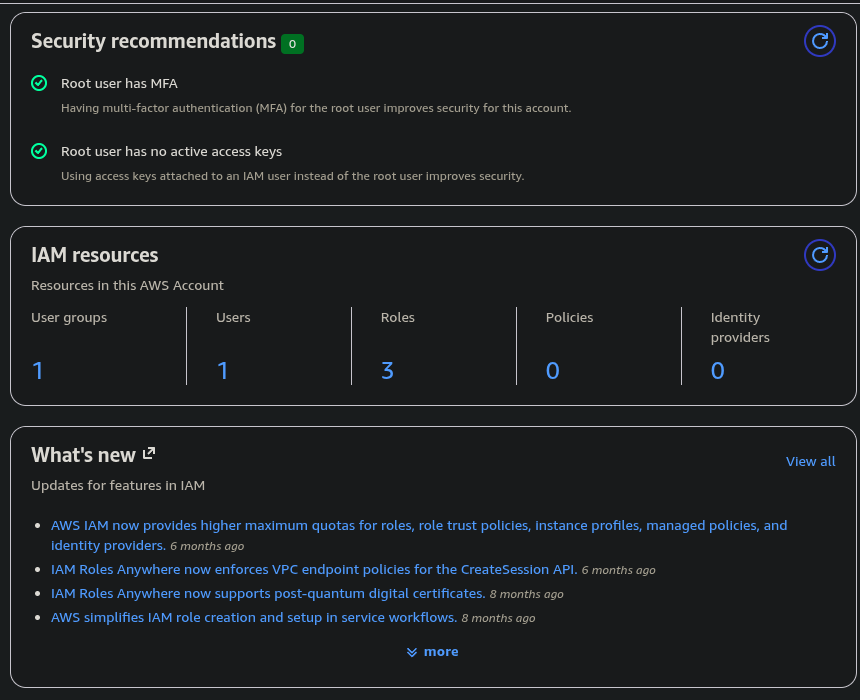 Security recommendations 0
Root user has MFA
Having multi-factor authentication (MFA) for the root user improves security for this account.
Root user has no active access keys
Using access keys attached to an IAM user instead of the root user improves security.
IAM resources
Resources in this AWS Account
User groups
1
Users
1
Roles
3
Policies
0
Identity
providers
0
What's new
View all
Updates for features in IAM
AWS IAM now provides higher maximum quotas for roles, role trust policies, instance profiles, managed policies, and
identity providers. 6 months ago
IAM Roles Anywhere now enforces VPC endpoint policies for the CreateSession API. 6 months ago
IAM Roles Anywhere now supports post-quantum digital certificates. 8 months ago
AWS simplifies IAM role creation and setup in service workflows. 8 months ago
more